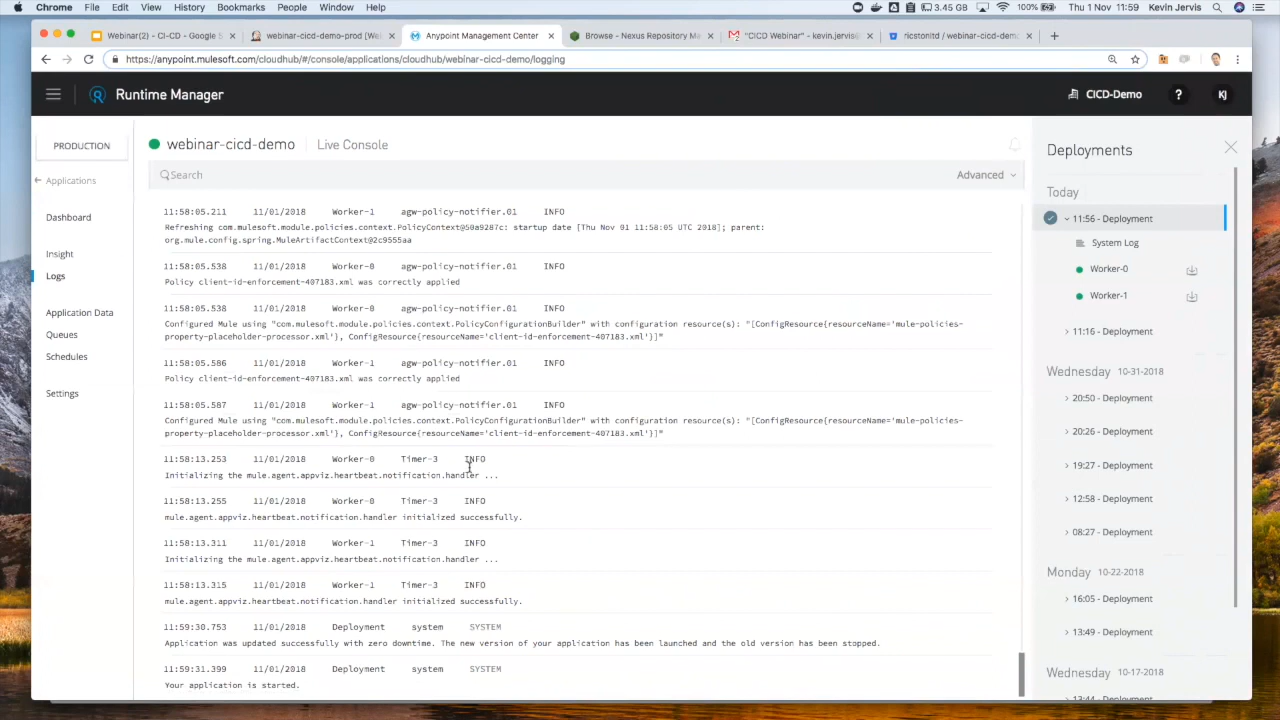 Chrome File Edit View History Bookmarks People Window Help 3.45 GB 100% Thu 1 Nov 11:59 Kevin Jervis
Webinar(2) - CI-CD - Google S
webinar-cicd-demo-prod [Web
Anypoint Management Center
Browse - Nexus Repository Ma
"CICD Webinar" - kevin.jervis@
ricstonltd / webinar-cicd-demo
https://anypoint.mulesoft.com/cloudhub/#/console/applications/cloudhub/webinar-cicd-demo/logging
Runtime Manager
CICD-Demo
?
KJ
PRODUCTION
Applications
Dashboard
Insight
Logs
Application Data
Queues
Schedules
Settings
webinar-cicd-demo Live Console
Search
Advanced
11:58:05.211 11/01/2018 Worker-1 agw-policy-notifier.01 INFO
Refreshing com.mulesoft.module.policies.context.PolicyContext@50a9287c: startup date [Thu Nov 01 11:58:05 UTC 2018]; parent:
org.mule.config.spring.MuleArtifactContext@2c9555aa
11:58:05.538 11/01/2018 Worker-0 agw-policy-notifier.01 INFO
Policy client-id-enforcement-407183.xml was correctly applied
11:58:05.538 11/01/2018 Worker-0 agw-policy-notifier.01 INFO
Configured Mule using "com.mulesoft.module.policies.context.PolicyConfigurationBuilder" with configuration resource(s): "[ConfigResource{resourceName='mule-policies-
property-placeholder-processor.xml'}, ConfigResource{resourceName='client-id-enforcement-407183.xml'}]"
11:58:05.586 11/01/2018 Worker-1 agw-policy-notifier.01 INFO
Policy client-id-enforcement-407183.xml was correctly applied
11:58:05.587 11/01/2018 Worker-1 agw-policy-notifier.01 INFO
Configured Mule using "com.mulesoft.module.policies.context.PolicyConfigurationBuilder" with configuration resource(s): "[ConfigResource{resourceName='mule-policies-
property-placeholder-processor.xml'}, ConfigResource{resourceName='client-id-enforcement-407183.xml'}]"
11:58:13.253 11/01/2018 Worker-0 Timer-3 INFO
Initializing the mule.agent.appviz.heartbeat.notification.handler ...
11:58:13.255 11/01/2018 Worker-0 Timer-3 INFO
mule.agent.appviz.heartbeat.notification.handler initialized successfully.
11:58:13.311 11/01/2018 Worker-1 Timer-3 INFO
Initializing the mule.agent.appviz.heartbeat.notification.handler ...
11:58:13.315 11/01/2018 Worker-1 Timer-3 INFO
mule.agent.appviz.heartbeat.notification.handler initialized successfully.
11:59:30.753 11/01/2018 Deployment system SYSTEM
Application was updated successfully with zero downtime. The new version of your application has been launched and the old version has been stopped.
11:59:31.399 11/01/2018 Deployment system SYSTEM
Your application is started.
Deployments
Today
11:56 - Deployment
System Log
Worker-0
Worker-1
11:16 - Deployment
Wednesday 10-31-2018
20:50 - Deployment
20:26 - Deployment
19:27 - Deployment
12:58 - Deployment
08:27 - Deployment
Monday 10-22-2018
16:05 - Deployment
13:49 - Deployment
Wednesday 10-17-2018
13:44 - Deployment